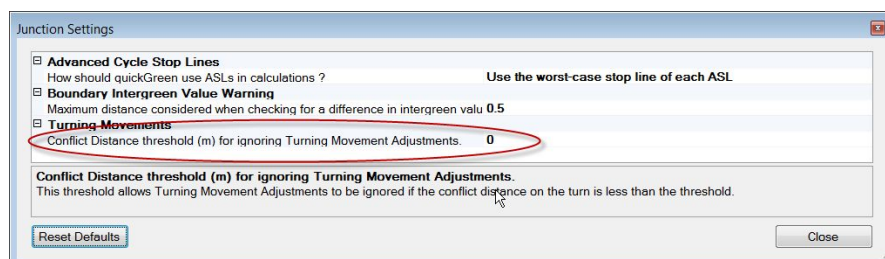 Junction Settings
Advanced Cycle Stop Lines
How should quickGreen use ASLs in calculations ? Use the worst-case stop line of each ASL
Boundary Intergreen Value Warning
Maximum distance considered when checking for a difference in intergreen valu 0.5
Turning Movements
Conflict Distance threshold (m) for ignoring Turning Movement Adjustments. 0
Conflict Distance threshold (m) for ignoring Turning Movement Adjustments.
This threshold allows Turning Movement Adjustments to be ignored if the conflict distance on the turn is less than the threshold.
Reset Defaults Close